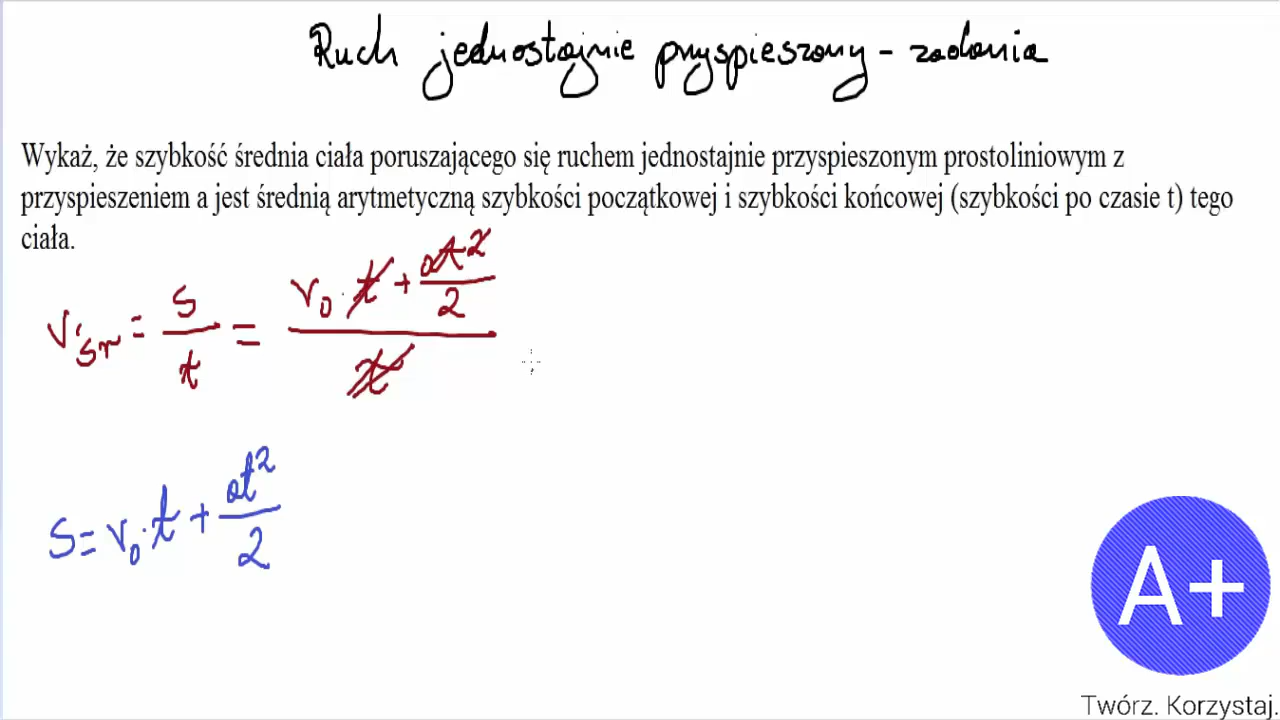 Ruch jednostajnie przyspieszony - zadania
Wykaż, że szybkość średnia ciała poruszającego się ruchem jednostajnie przyspieszonym prostoliniowym z
przyspieszeniem a jest średnią arytmetyczną szybkości początkowej i szybkości końcowej (szybkości po czasie t) tego
ciała.
v_śr = s/t = (v₀ · t + at²/2)/t
s = v₀ · t + at²/2
A+
Twórz. Korzystaj.